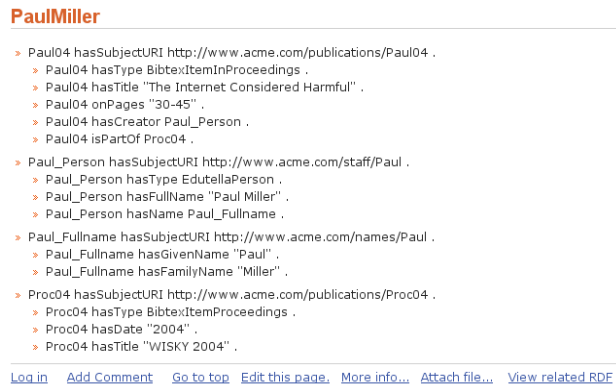 PaulMiller
» Paul04 hasSubjectURI http://www.acme.com/publications/Paul04 .
» Paul04 hasType BibtexItemInProceedings .
» Paul04 hasTitle "The Internet Considered Harmful" .
» Paul04 onPages "30-45" .
» Paul04 hasCreator Paul_Person .
» Paul04 isPartOf Proc04 .
» Paul_Person hasSubjectURI http://www.acme.com/staff/Paul .
» Paul_Person hasType EdutellaPerson .
» Paul_Person hasFullName "Paul Miller" .
» Paul_Person hasName Paul_Fullname .
» Paul_Fullname hasSubjectURI http://www.acme.com/names/Paul .
» Paul_Fullname hasGivenName "Paul" .
» Paul_Fullname hasFamilyName "Miller" .
» Proc04 hasSubjectURI http://www.acme.com/publications/Proc04 .
» Proc04 hasType BibtexItemProceedings .
» Proc04 hasDate "2004" .
» Proc04 hasTitle "WISKY 2004" .
Log in Add Comment Go to top Edit this page. More info... Attach file... View related RDF